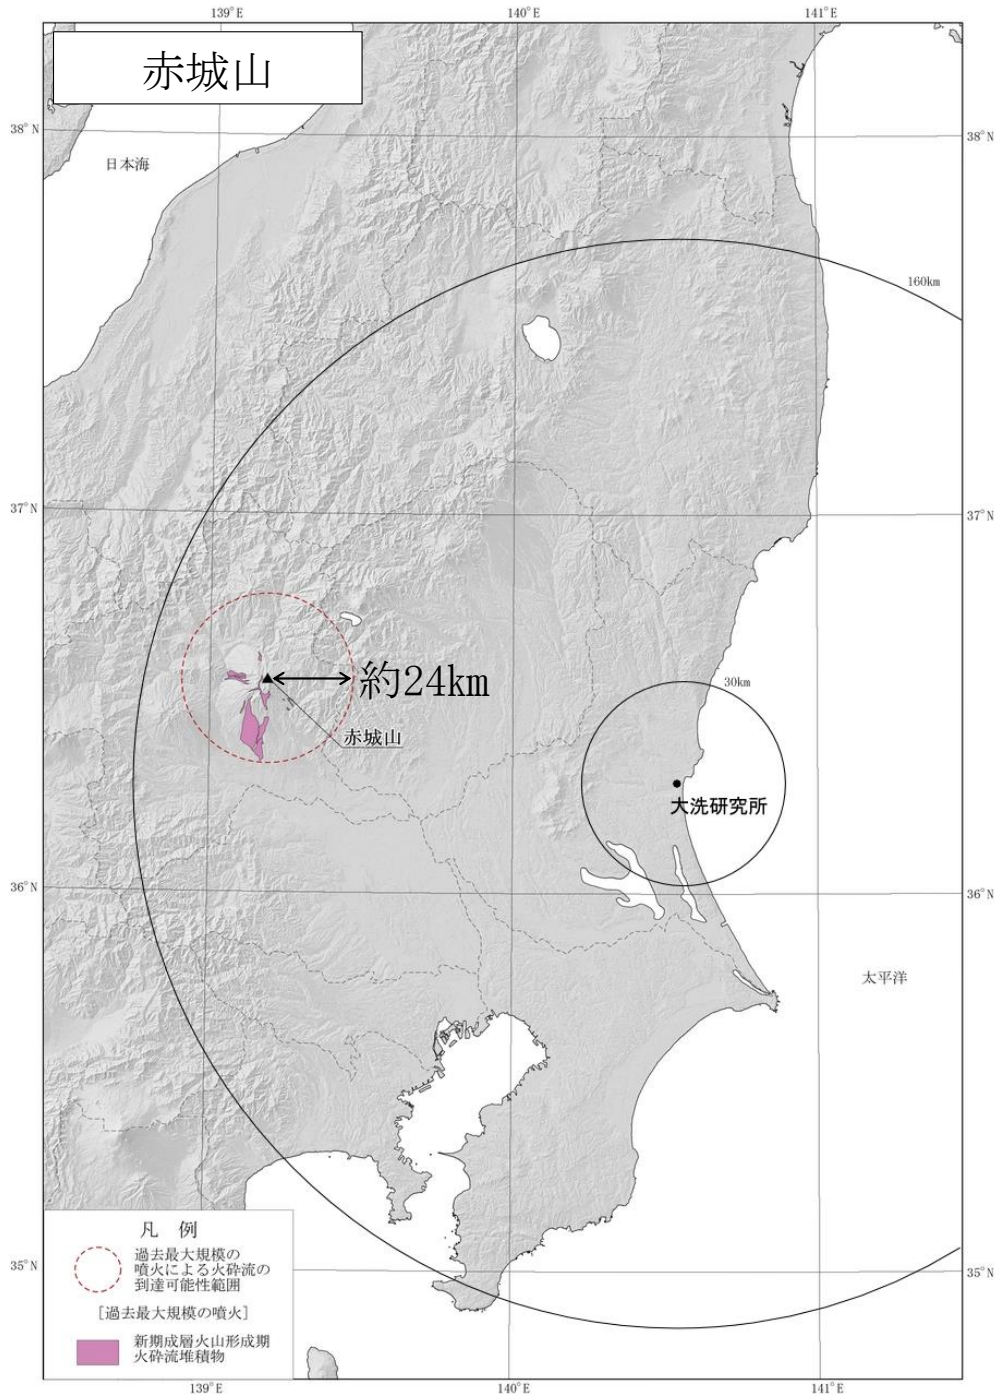 139°E
140°E
141°E
赤城山
38°N
38°N
日本海
160km
37°N
37°N
約24km
30km
赤城山
大洗研究所
36°N
36°N
太平洋
凡 例
過去最大規模の
噴火による火砕流の
到達可能性範囲
[過去最大規模の噴火]
新期成層火山形成期
火砕流堆積物
35°N
35°N
139°E
140°E
141°E